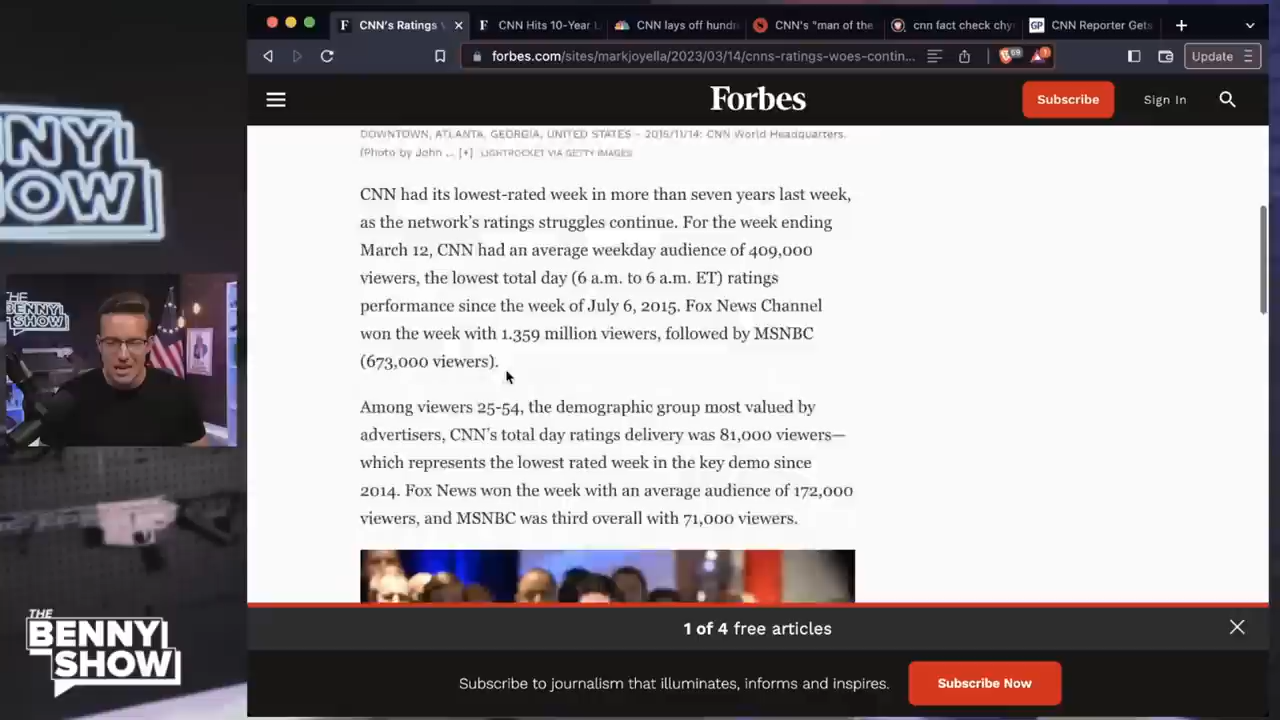 CNN's Ratings
CNN Hits 10-Year L
CNN lays off hundr
CNN's "man of the
cnn fact check chy
CNN Reporter Gets
forbes.com/sites/markjoyella/2023/03/14/cnns-ratings-woes-contin...
69
1
Update
Forbes
Subscribe
Sign In
DOWNTOWN, ATLANTA, GEORGIA, UNITED STATES - 2016/11/14: CNN World Headquarters.
(Photo by John ... [+] LIGHTROCKET VIA GETTY IMAGES
CNN had its lowest-rated week in more than seven years last week,
as the network's ratings struggles continue. For the week ending
March 12, CNN had an average weekday audience of 409,000
viewers, the lowest total day (6 a.m. to 6 a.m. ET) ratings
performance since the week of July 6, 2015. Fox News Channel
won the week with 1.359 million viewers, followed by MSNBC
(673,000 viewers).
Among viewers 25-54, the demographic group most valued by
advertisers, CNN's total day ratings delivery was 81,000 viewers—
which represents the lowest rated week in the key demo since
2014. Fox News won the week with an average audience of 172,000
viewers, and MSNBC was third overall with 71,000 viewers.
1 of 4 free articles
Subscribe to journalism that illuminates, informs and inspires.
Subscribe Now
NNY
OW
THE
BENNY
SHOW
THE
BENNY
SHOW